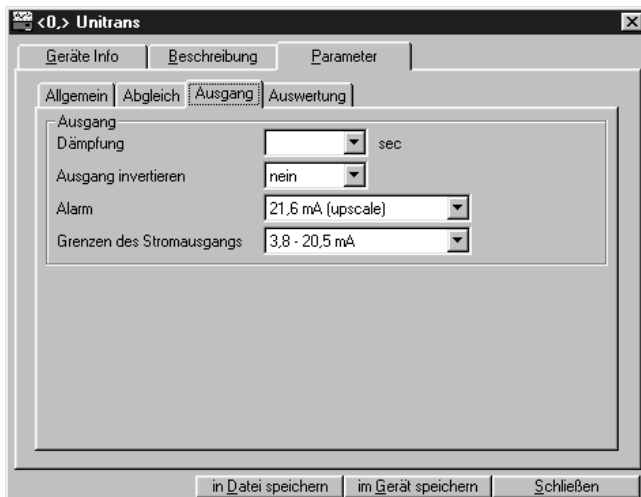 <0,> Unitrans
Geräte Info Beschreibung Parameter
Allgemein Abgleich Ausgang Auswertung
Ausgang
Dämpfung sec
Ausgang invertieren nein
Alarm 21,6 mA (upscale)
Grenzen des Stromausgangs 3,8 - 20,5 mA
in Datei speichern im Gerät speichern Schließen